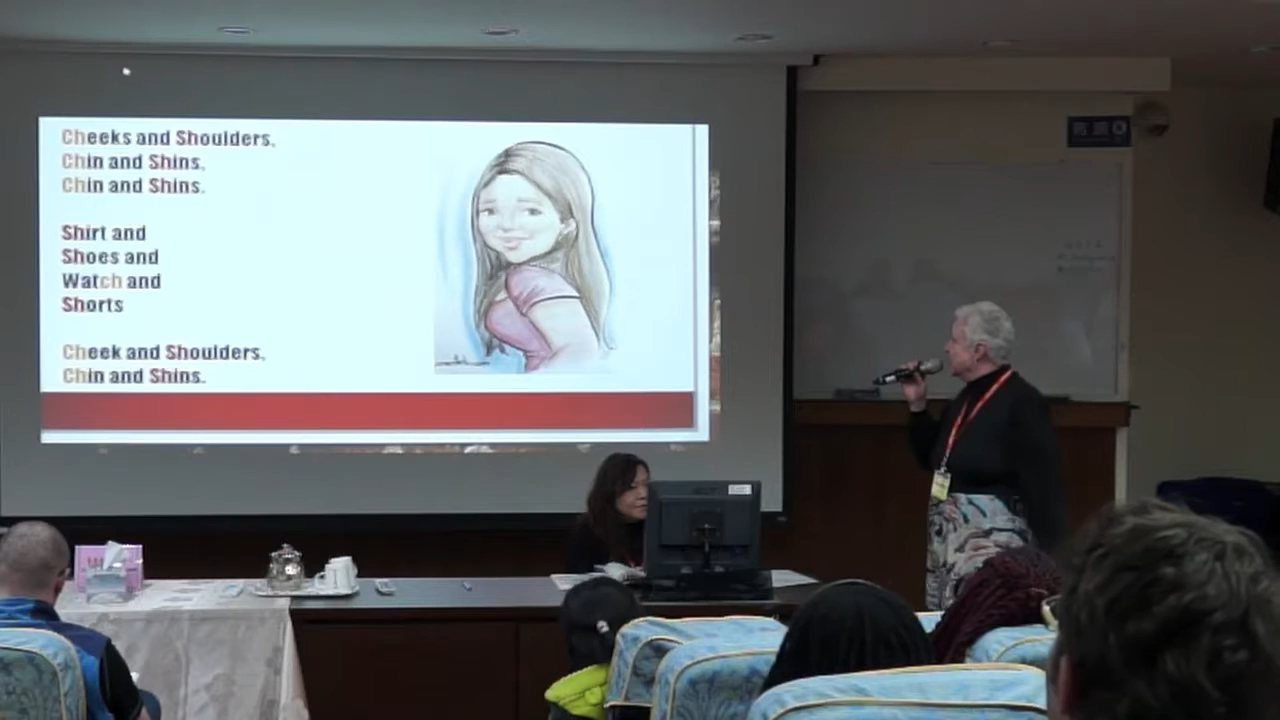 Cheeks and Shoulders,
Chin and Shins,
Chin and Shins.
Shirt and
Shoes and
Watch and
Shorts
Cheek and Shoulders,
Chin and Shins.